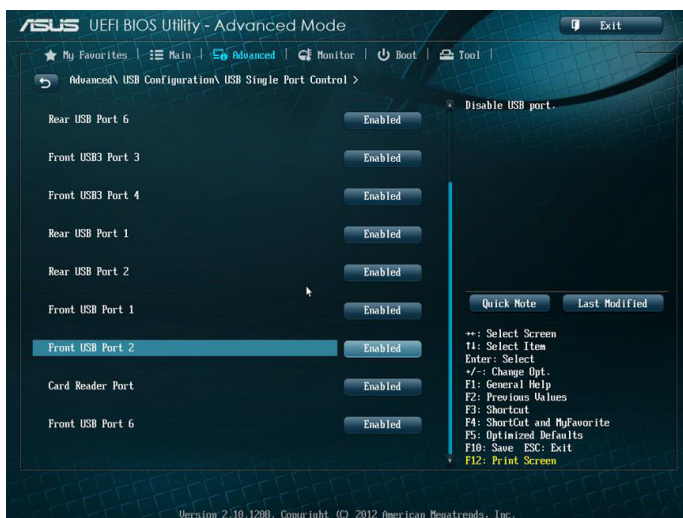 ASUS UEFI BIOS Utility - Advanced Mode Exit
My Favorites Main Advanced Monitor Boot Tool
Advanced\ USB Configuration\ USB Single Port Control >
Rear USB Port 6 Enabled
Disable USB port.
Front USB3 Port 3 Enabled
Front USB3 Port 4 Enabled
Rear USB Port 1 Enabled
Rear USB Port 2 Enabled
Front USB Port 1 Enabled
Quick Note Last Modified
→←: Select Screen
↑↓: Select Item
Front USB Port 2 Enabled
Enter: Select
+/-: Change Opt.
Card Reader Port Enabled
F1: General Help
F2: Previous Values
F3: Shortcut
Front USB Port 6 Enabled
F4: ShortCut and MyFavorite
F5: Optimized Defaults
F10: Save ESC: Exit
F12: Print Screen
Version 2.10.1208. Copyright (C) 2012 American Megatrends, Inc.